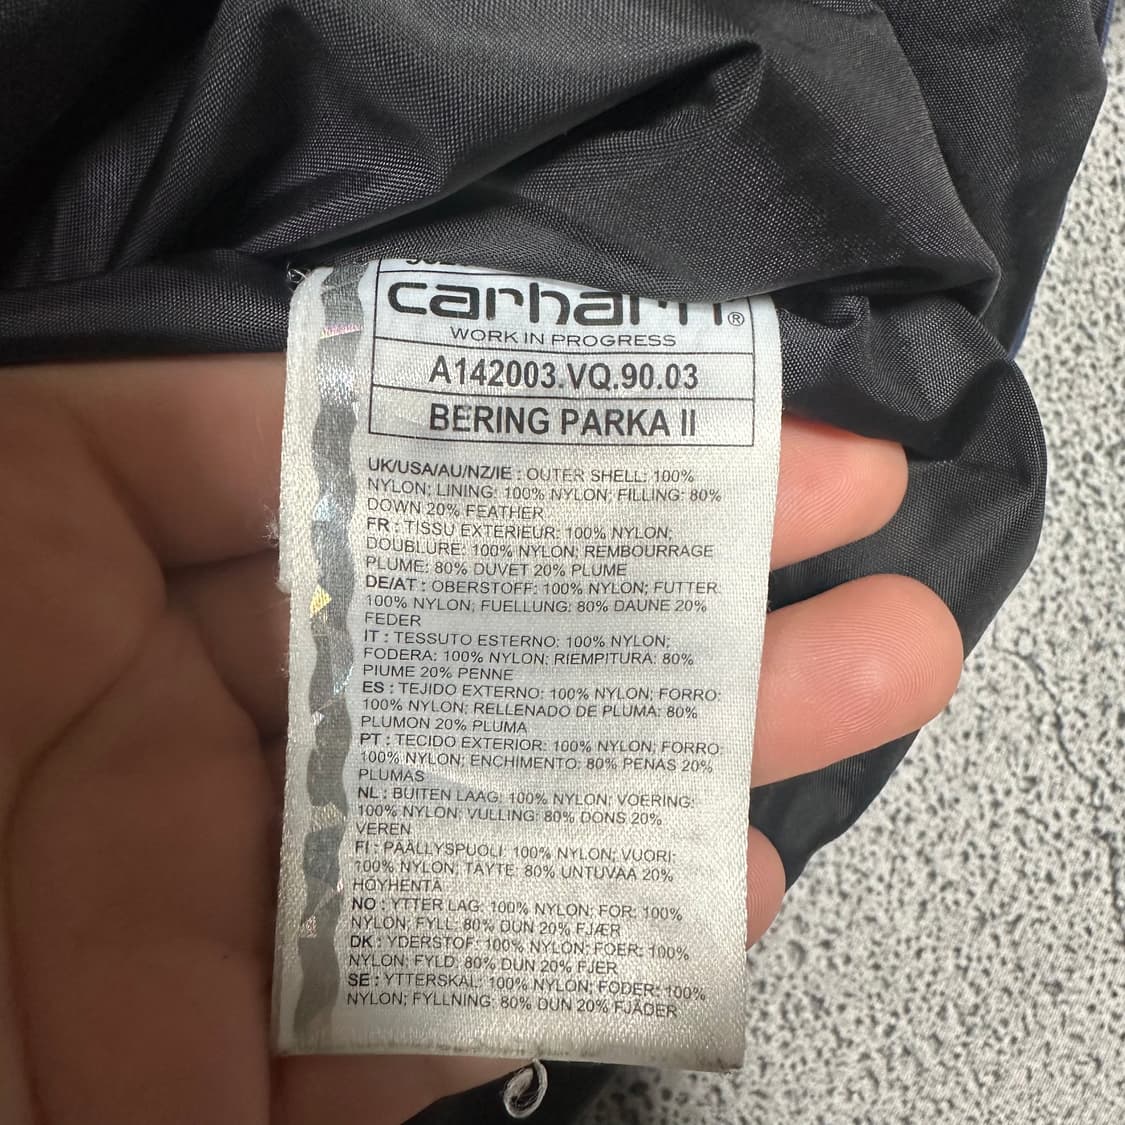 carhartt®
WORK IN PROGRESS
A142003.VQ.90.03
BERING PARKA II
UK/USA/AU/NZ/IE : OUTER SHELL: 100%
NYLON; LINING: 100% NYLON; FILLING: 80%
DOWN 20% FEATHER
FR : TISSU EXTERIEUR: 100% NYLON;
DOUBLURE: 100% NYLON; REMBOURRAGE
PLUME: 80% DUVET 20% PLUME
DE/AT : OBERSTOFF: 100% NYLON; FUTTER:
100% NYLON; FUELLUNG: 80% DAUNE 20%
FEDER
IT : TESSUTO ESTERNO: 100% NYLON;
FODERA: 100% NYLON; RIEMPITURA: 80%
PIUME 20% PENNE
ES : TEJIDO EXTERNO: 100% NYLON; FORRO:
100% NYLON; RELLENADO DE PLUMA: 80%
PLUMON 20% PLUMA
PT : TECIDO EXTERIOR: 100% NYLON; FORRO:
100% NYLON; ENCHIMENTO: 80% PENAS 20%
PLUMAS
NL : BUITEN LAAG: 100% NYLON; VOERING:
100% NYLON; VULLING: 80% DONS 20%
VEREN
FI : PÄÄLLYSPUOLI: 100% NYLON; VUORI:
100% NYLON; TÄYTE: 80% UNTUVAA 20%
HÖYHENTÄ
NO : YTTER LAG: 100% NYLON; FOR: 100%
NYLON; FYLL: 80% DUN 20% FJÆR
DK : YDERSTOF: 100% NYLON; FOER: 100%
NYLON; FYLD: 80% DUN 20% FJER
SE : YTTERSKAL: 100% NYLON; FODER: 100%
NYLON; FYLLNING: 80% DUN 20% FJÄDER